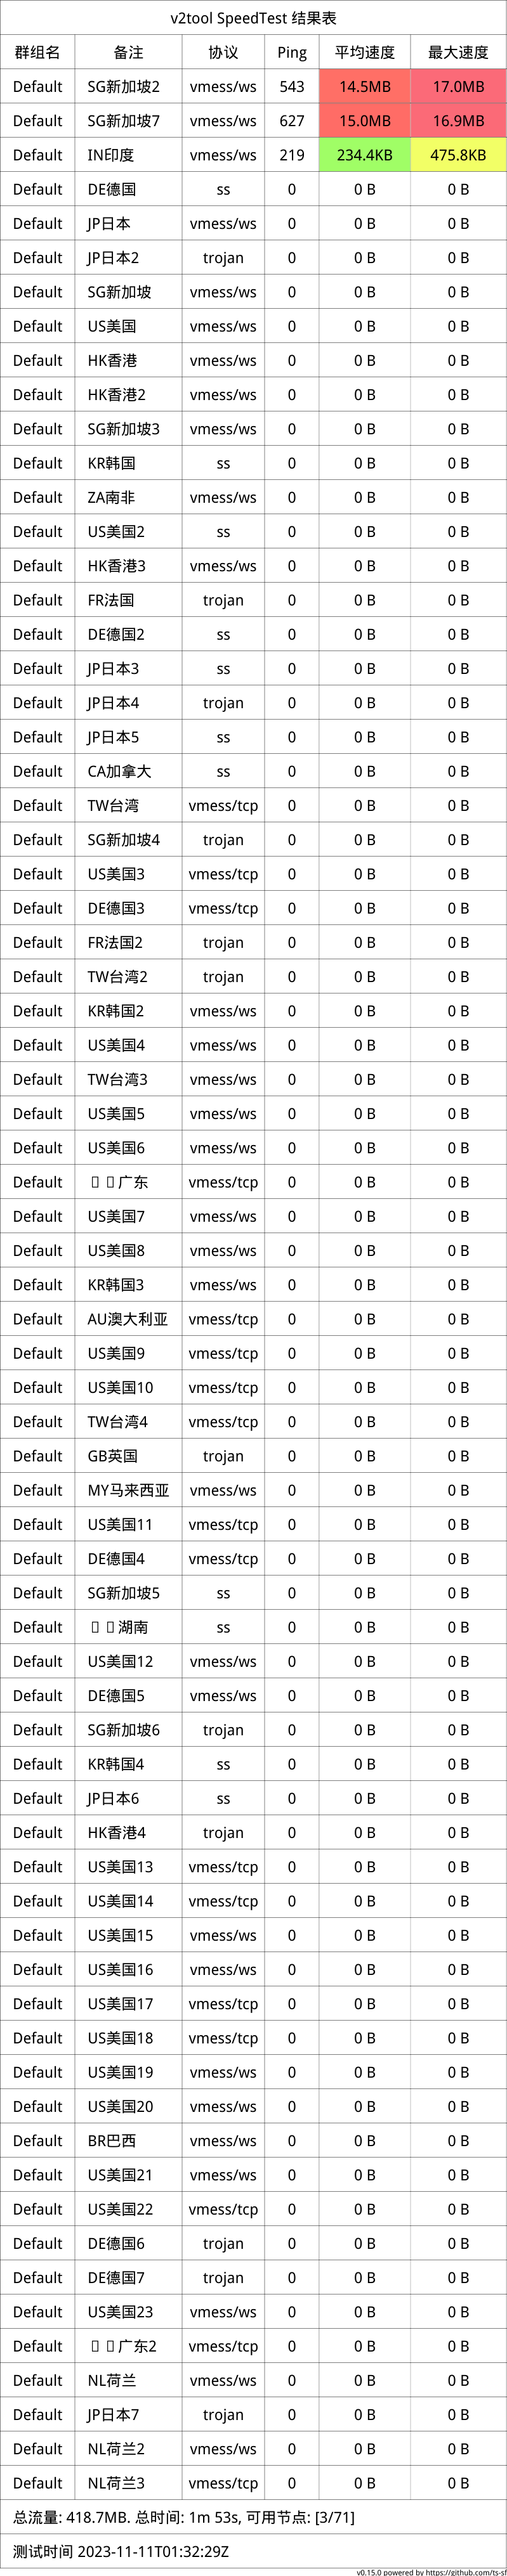 v2tool SpeedTest 结果表
群组名 备注 协议 Ping 平均速度 最大速度
Default SG新加坡2 vmess/ws 543 14.5MB 17.0MB
Default SG新加坡7 vmess/ws 627 15.0MB 16.9MB
Default IN印度 vmess/ws 219 234.4KB 475.8KB
Default DE德国 ss 0 0 B 0 B
Default JP日本 vmess/ws 0 0 B 0 B
Default JP日本2 trojan 0 0 B 0 B
Default SG新加坡 vmess/ws 0 0 B 0 B
Default US美国 vmess/ws 0 0 B 0 B
Default HK香港 vmess/ws 0 0 B 0 B
Default HK香港2 vmess/ws 0 0 B 0 B
Default SG新加坡3 vmess/ws 0 0 B 0 B
Default KR韩国 ss 0 0 B 0 B
Default ZA南非 vmess/ws 0 0 B 0 B
Default US美国2 ss 0 0 B 0 B
Default HK香港3 vmess/ws 0 0 B 0 B
Default FR法国 trojan 0 0 B 0 B
Default DE德国2 ss 0 0 B 0 B
Default JP日本3 ss 0 0 B 0 B
Default JP日本4 trojan 0 0 B 0 B
Default JP日本5 ss 0 0 B 0 B
Default CA加拿大 ss 0 0 B 0 B
Default TW台湾 vmess/tcp 0 0 B 0 B
Default SG新加坡4 trojan 0 0 B 0 B
Default US美国3 vmess/tcp 0 0 B 0 B
Default DE德国3 vmess/tcp 0 0 B 0 B
Default FR法国2 trojan 0 0 B 0 B
Default TW台湾2 trojan 0 0 B 0 B
Default KR韩国2 vmess/ws 0 0 B 0 B
Default US美国4 vmess/ws 0 0 B 0 B
Default TW台湾3 vmess/ws 0 0 B 0 B
Default US美国5 vmess/ws 0 0 B 0 B
Default US美国6 vmess/ws 0 0 B 0 B
Default 广东 vmess/tcp 0 0 B 0 B
Default US美国7 vmess/ws 0 0 B 0 B
Default US美国8 vmess/ws 0 0 B 0 B
Default KR韩国3 vmess/ws 0 0 B 0 B
Default AU澳大利亚 vmess/tcp 0 0 B 0 B
Default US美国9 vmess/tcp 0 0 B 0 B
Default US美国10 vmess/tcp 0 0 B 0 B
Default TW台湾4 vmess/tcp 0 0 B 0 B
Default GB英国 trojan 0 0 B 0 B
Default MY马来西亚 vmess/ws 0 0 B 0 B
Default US美国11 vmess/tcp 0 0 B 0 B
Default DE德国4 vmess/tcp 0 0 B 0 B
Default SG新加坡5 ss 0 0 B 0 B
Default 湖南 ss 0 0 B 0 B
Default US美国12 vmess/ws 0 0 B 0 B
Default DE德国5 vmess/ws 0 0 B 0 B
Default SG新加坡6 trojan 0 0 B 0 B
Default KR韩国4 ss 0 0 B 0 B
Default JP日本6 ss 0 0 B 0 B
Default HK香港4 trojan 0 0 B 0 B
Default US美国13 vmess/tcp 0 0 B 0 B
Default US美国14 vmess/tcp 0 0 B 0 B
Default US美国15 vmess/ws 0 0 B 0 B
Default US美国16 vmess/ws 0 0 B 0 B
Default US美国17 vmess/tcp 0 0 B 0 B
Default US美国18 vmess/tcp 0 0 B 0 B
Default US美国19 vmess/ws 0 0 B 0 B
Default US美国20 vmess/ws 0 0 B 0 B
Default BR巴西 vmess/ws 0 0 B 0 B
Default US美国21 vmess/ws 0 0 B 0 B
Default US美国22 vmess/tcp 0 0 B 0 B
Default DE德国6 trojan 0 0 B 0 B
Default DE德国7 trojan 0 0 B 0 B
Default US美国23 vmess/ws 0 0 B 0 B
Default 广东2 vmess/tcp 0 0 B 0 B
Default NL荷兰 vmess/ws 0 0 B 0 B
Default JP日本7 trojan 0 0 B 0 B
Default NL荷兰2 vmess/ws 0 0 B 0 B
Default NL荷兰3 vmess/tcp 0 0 B 0 B
总流量: 418.7MB. 总时间: 1m 53s, 可用节点: [3/71]
测试时间 2023-11-11T01:32:29Z
v0.15.0 powered by https://github.com/ts-sf